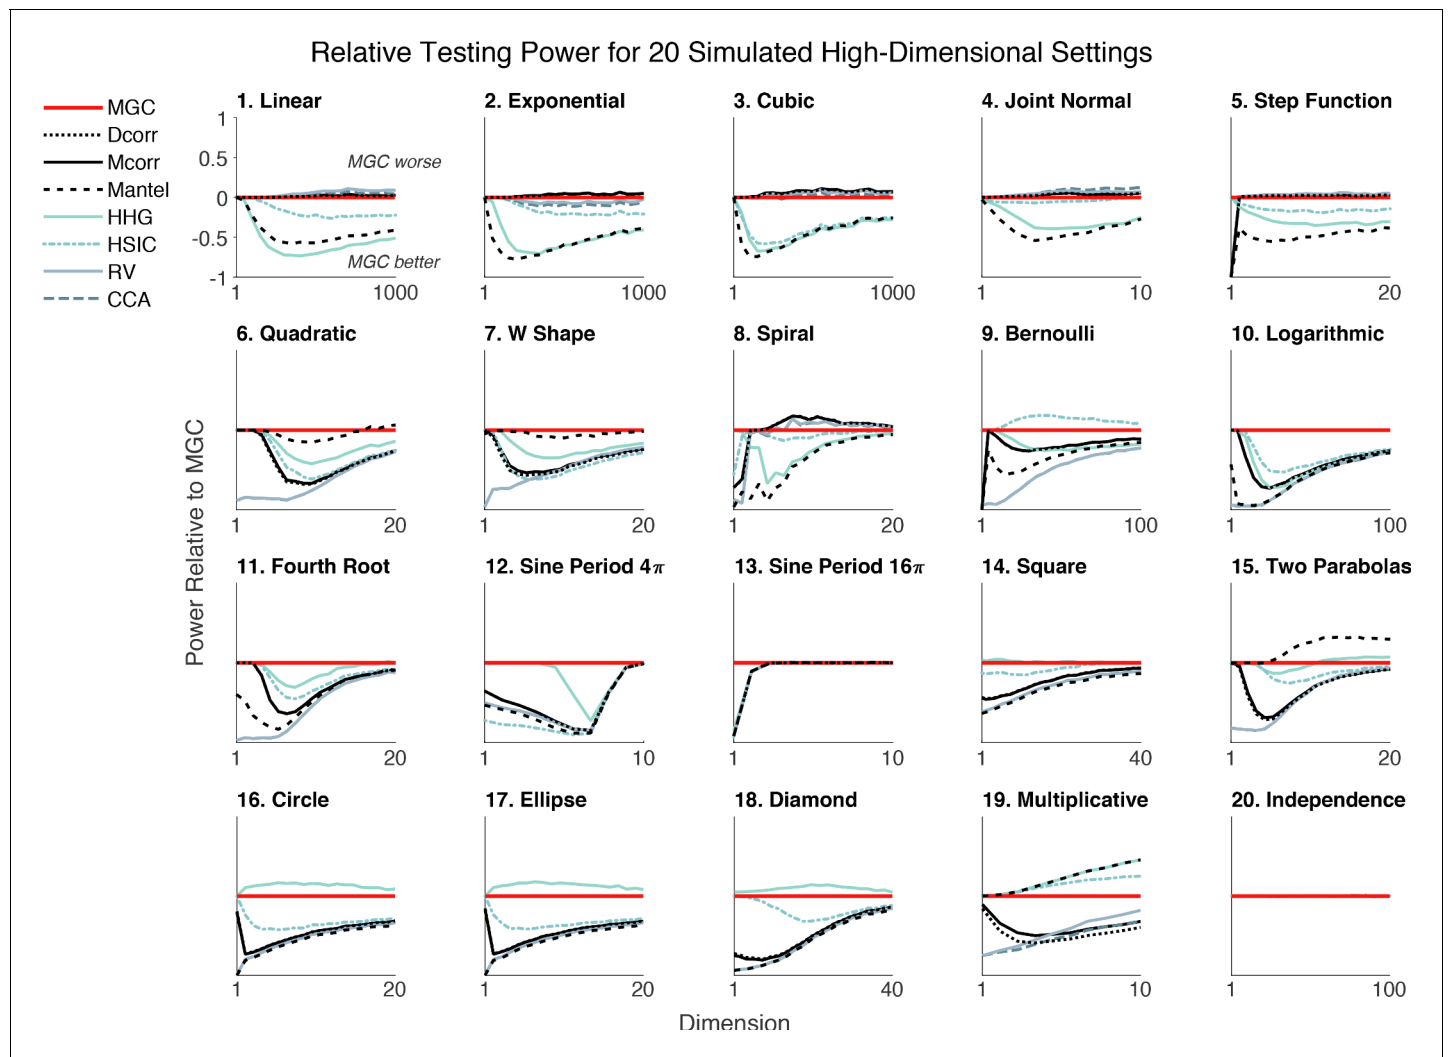 Relative Testing Power for 20 Simulated High-Dimensional Settings
MGC
Dcorr
Mcorr
Mantel
HHG
HSIC
RV
CCA
Power Relative to MGC
1. Linear
1
0.5
0
-0.5
-1
MGC worse
MGC better
1 1000
2. Exponential
1 1000
3. Cubic
1 1000
4. Joint Normal
1 10
5. Step Function
1 20
6. Quadratic
1 20
7. W Shape
1 20
8. Spiral
1 20
9. Bernoulli
1 100
10. Logarithmic
1 100
11. Fourth Root
1 20
12. Sine Period 4π
1 10
13. Sine Period 16π
1 10
14. Square
1 40
15. Two Parabolas
1 20
16. Circle
1 20
17. Ellipse
1 20
18. Diamond
1 40
19. Multiplicative
1 10
20. Independence
1 100
Dimension